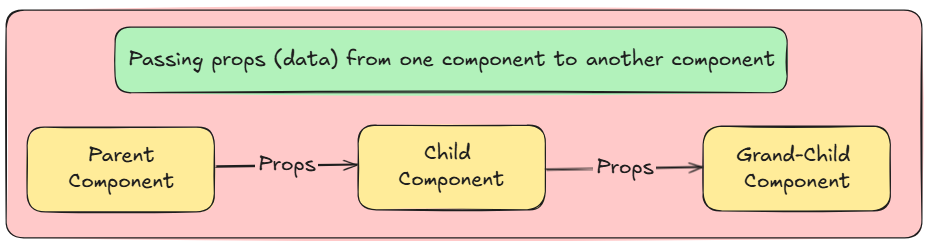 Passing props (data) from one component to another component
Parent
Component
Props
Child
Component
Props
Grand-Child
Component